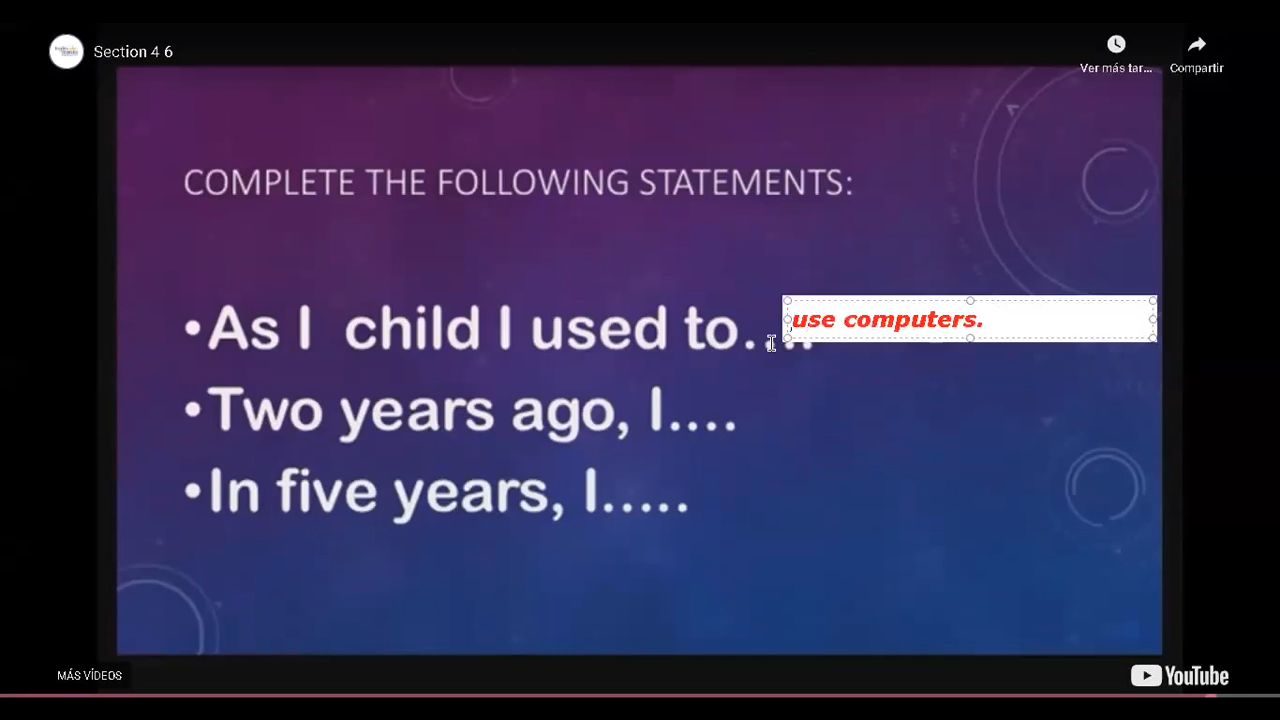 Section 4 6
Ver más tar...
Compartir
COMPLETE THE FOLLOWING STATEMENTS:
•As I child I used to.... use computers.
•Two years ago, I....
•In five years, I.....
MÁS VÍDEOS
YouTube